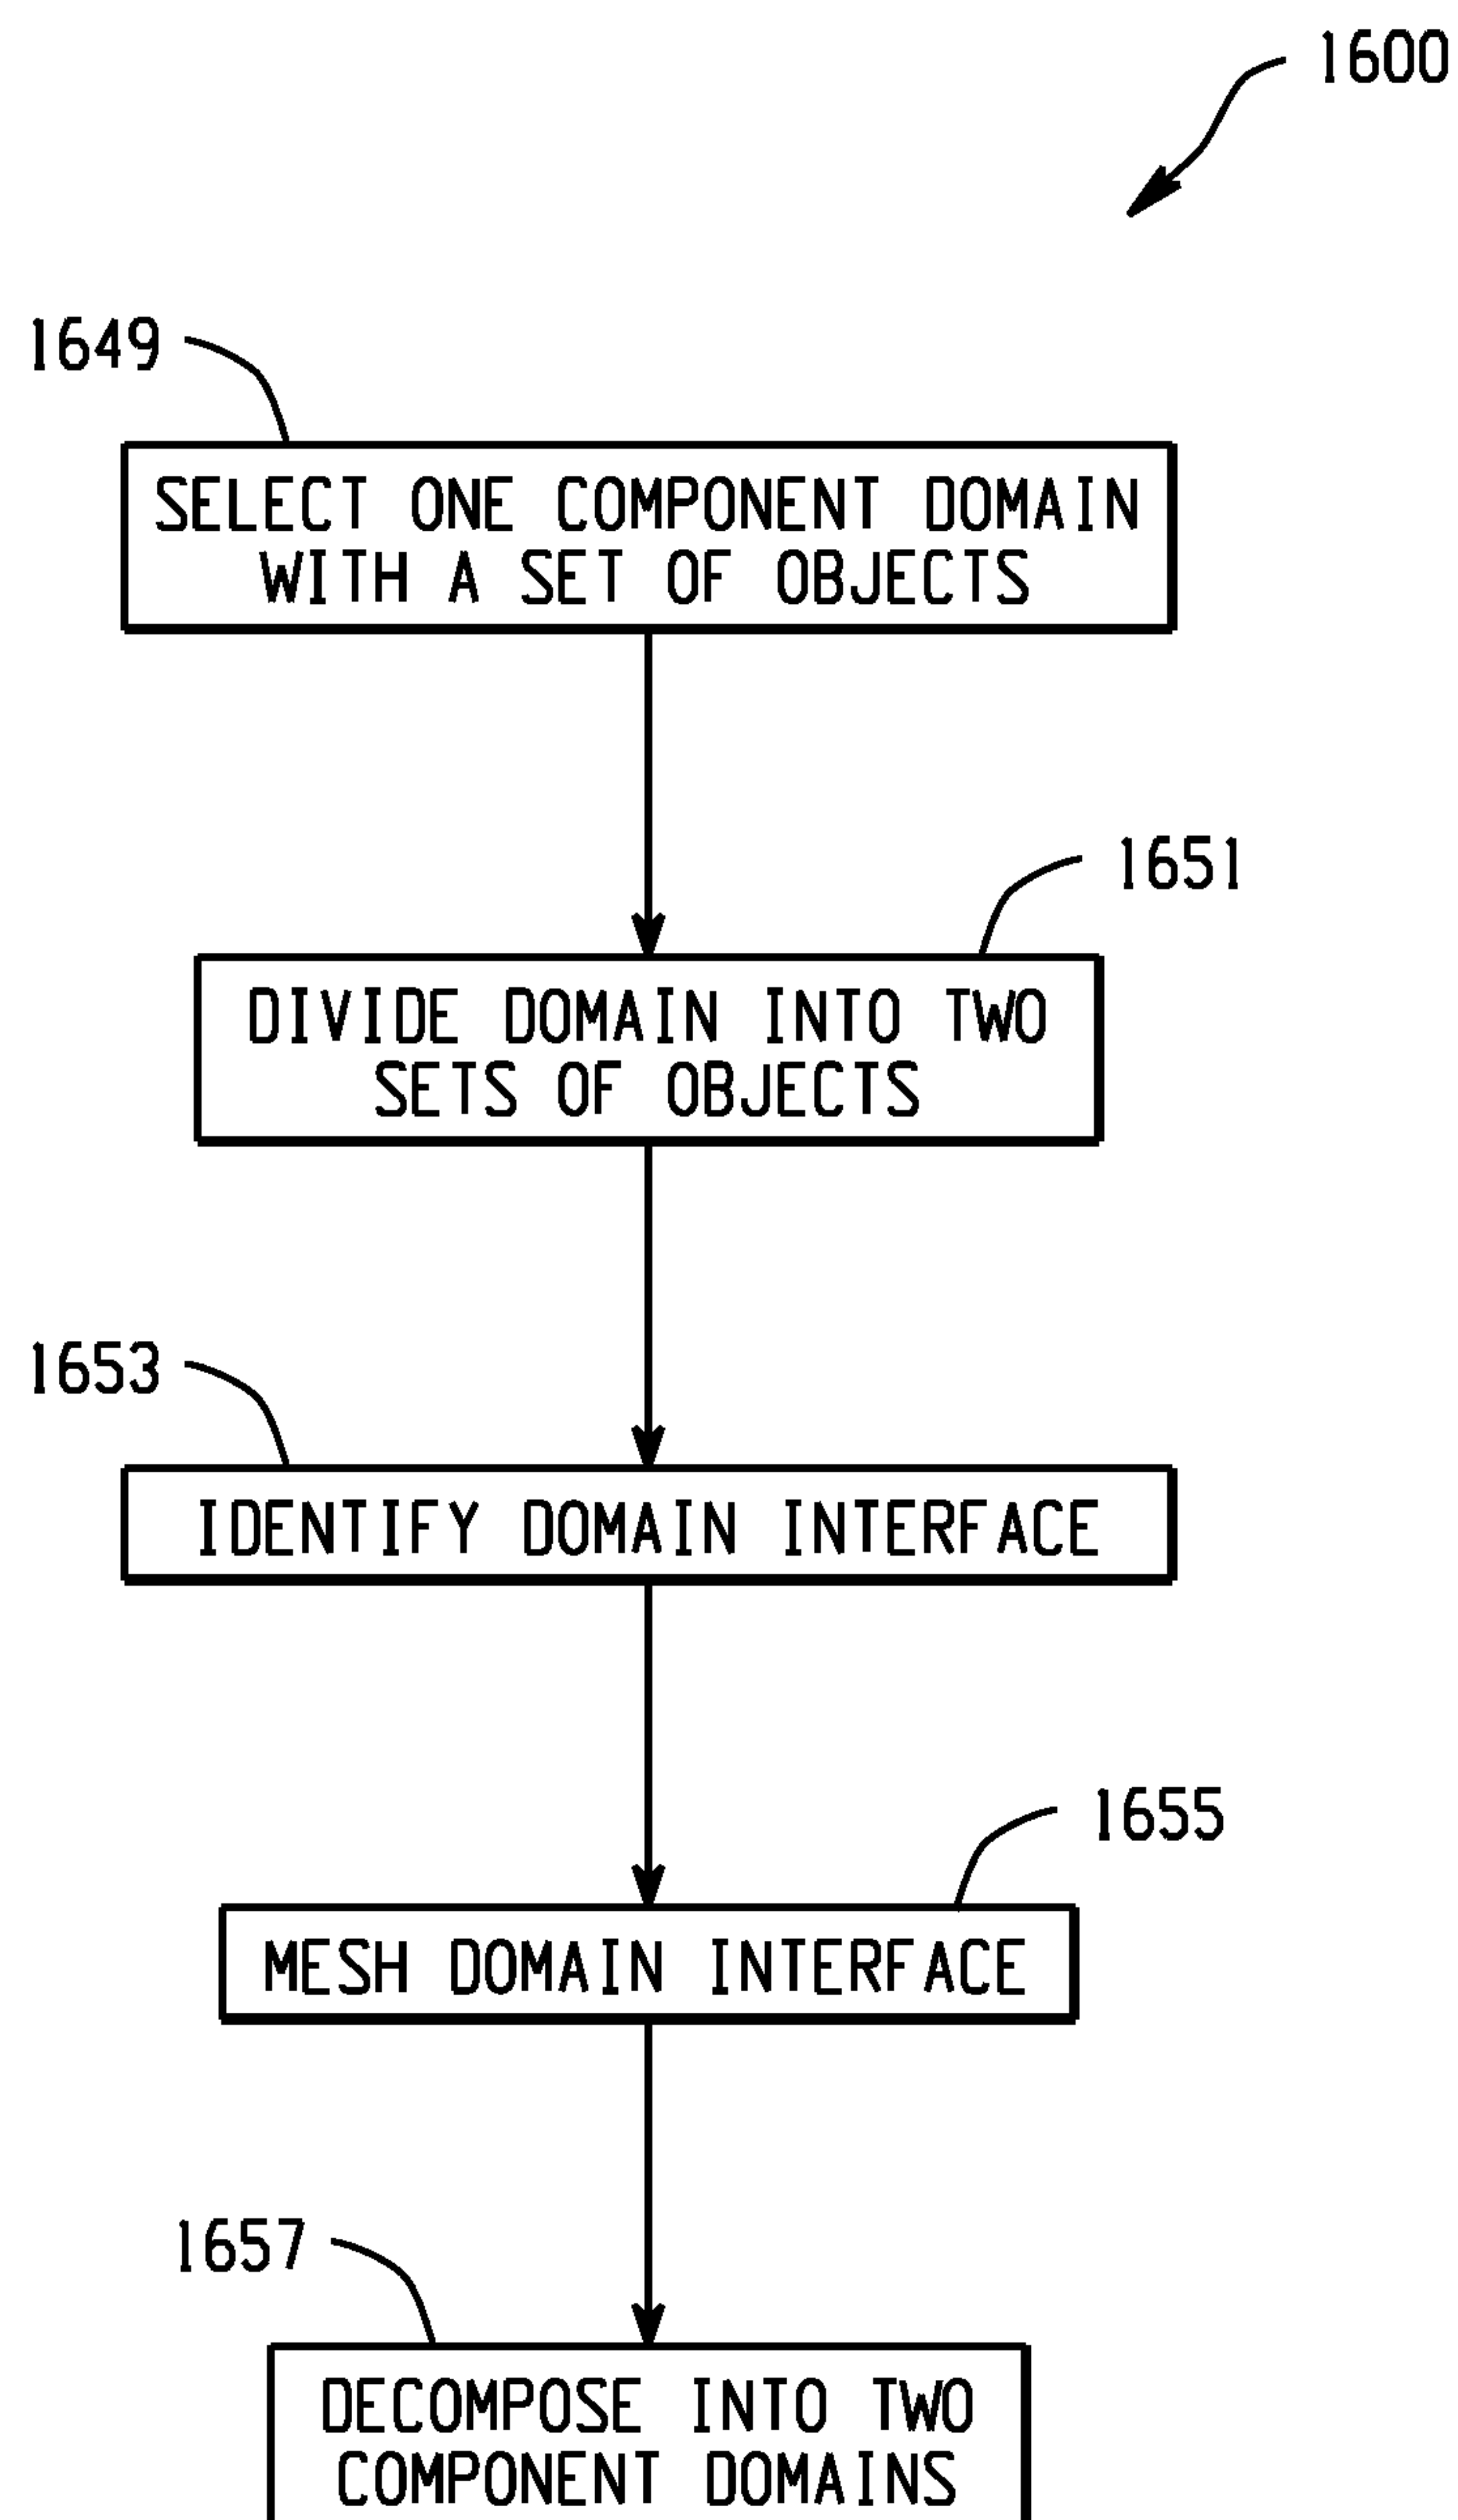 1600
1649
SELECT ONE COMPONENT DOMAIN
WITH A SET OF OBJECTS
1651
DIVIDE DOMAIN INTO TWO
SETS OF OBJECTS
1653
IDENTIFY DOMAIN INTERFACE
1655
MESH DOMAIN INTERFACE
1657
DECOMPOSE INTO TWO
COMPONENT DOMAINS